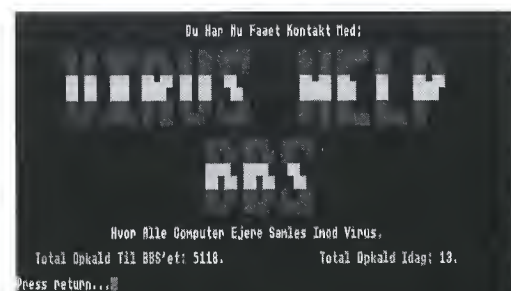 Du Har Nu Faaet Kontakt Med:
VIRUS HELP
BBS
Hvor Alle Computer Ejere Samles Imod Virus.
Total Opkald Til BBS'et: 5118. Total Opkald Idag: 13.
Press return...